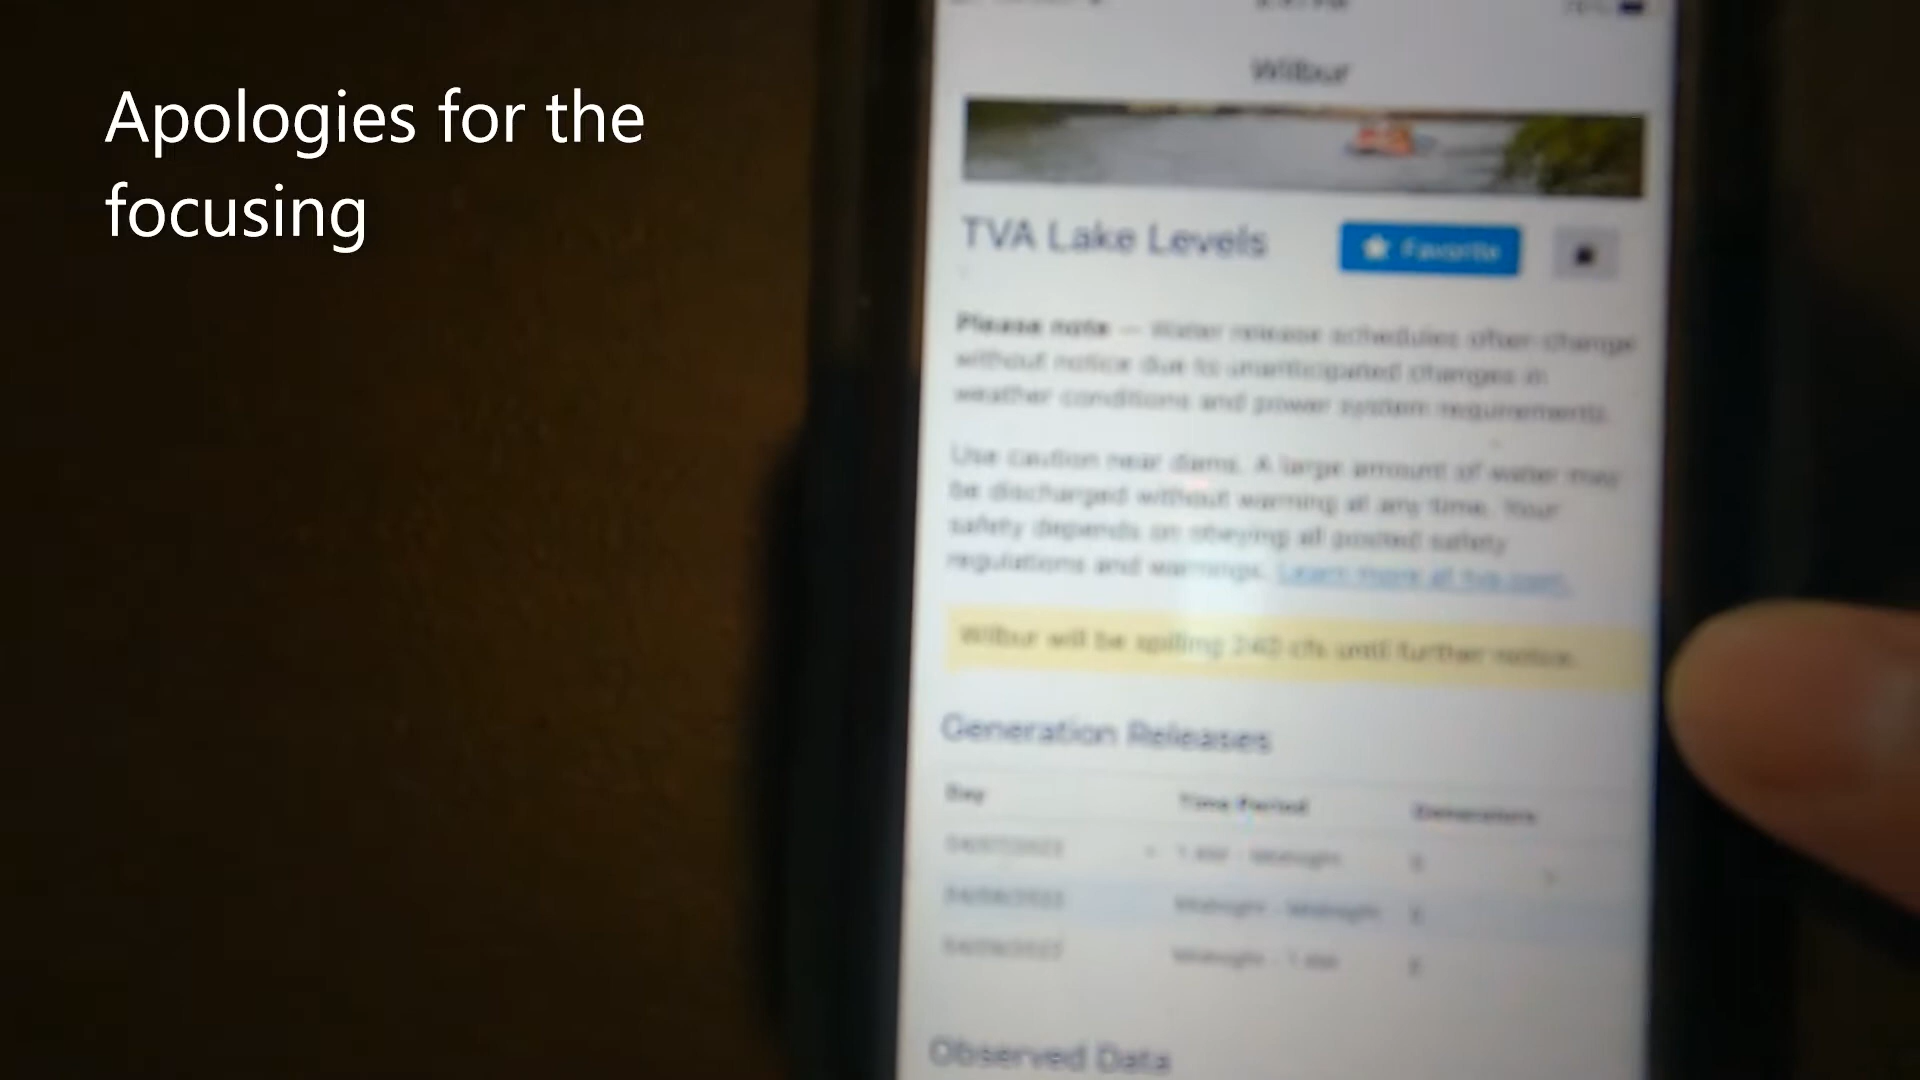 Apologies for the
focusing
Wilbur
TVA Lake Levels
Favorite
Please note — Water release schedules often change
without notice due to unanticipated changes in
weather conditions and power system requirements.
Use caution near dams. A large amount of water may
be discharged without warning at any time. Your
safety depends on obeying all posted safety
regulations and warnings. Learn more at tva.com.
Wilbur will be spilling cfs until further notice.
Generation Releases
Day Time Period Generators
Midnight
Midnight - Midnight
Midnight -
Observed Data